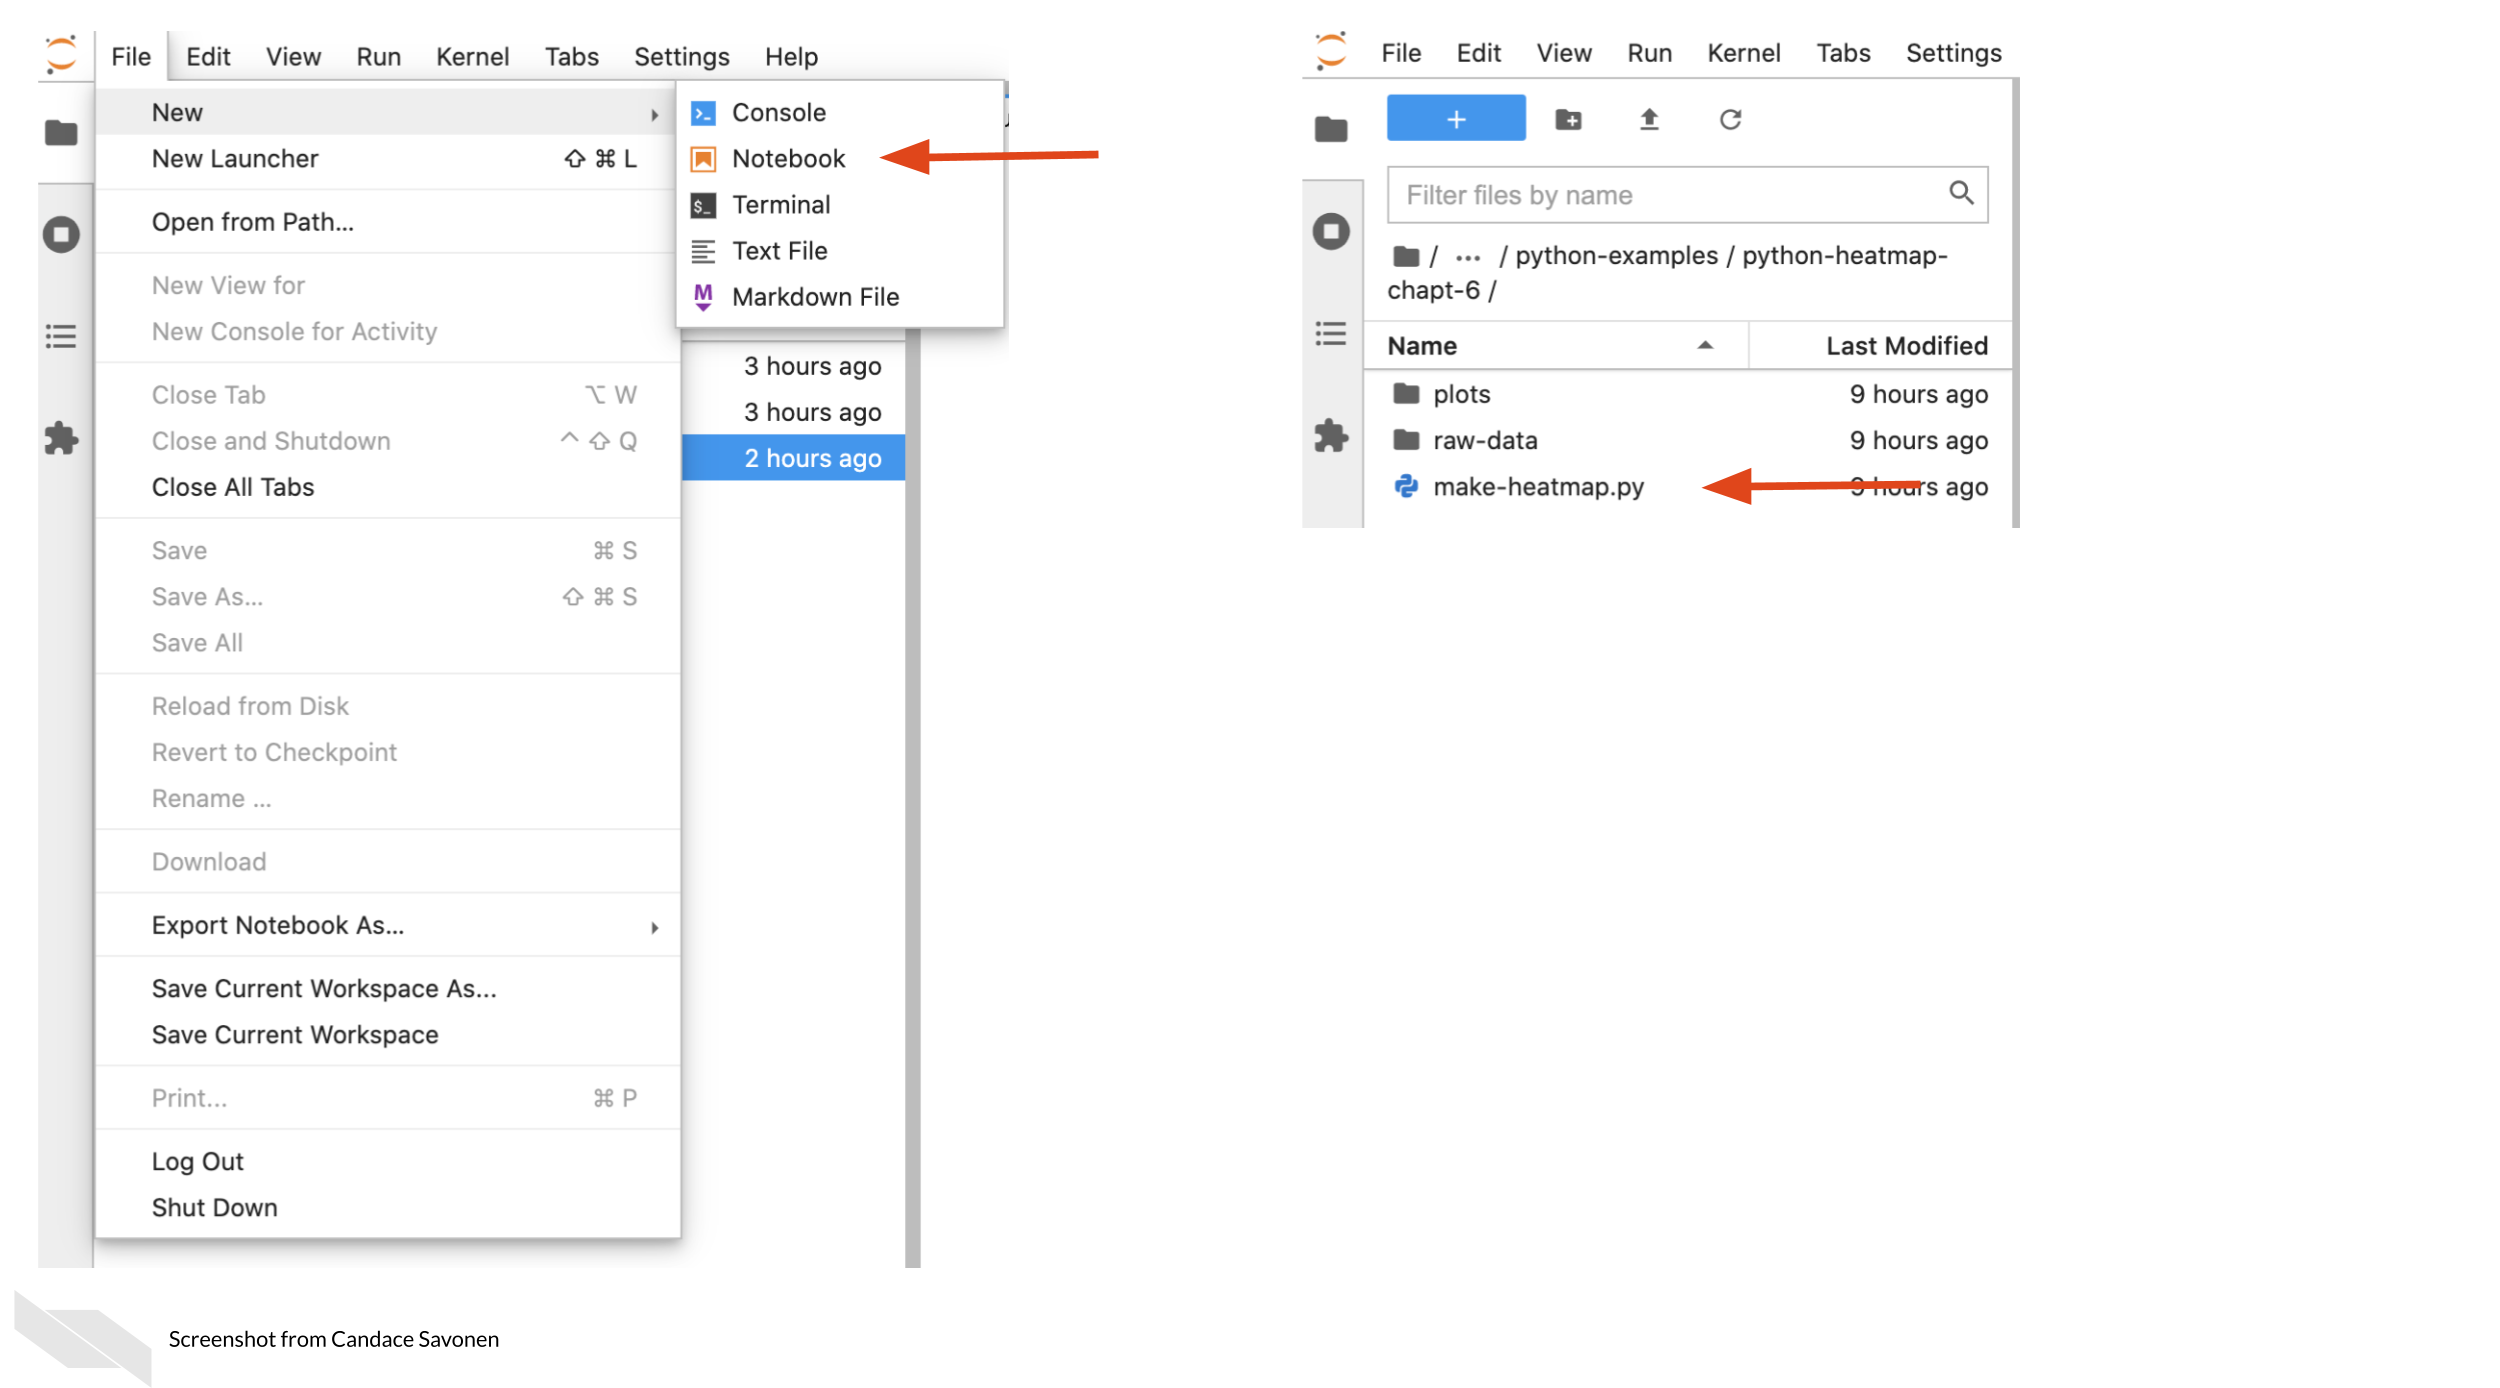 File Edit View Run Kernel Tabs Settings Help
New
New Launcher ⇧ ⌘ L
Open from Path...
New View for
New Console for Activity
Close Tab ⌥ W
Close and Shutdown ^ ⇧ Q
Close All Tabs
Save ⌘ S
Save As... ⇧ ⌘ S
Save All
Reload from Disk
Revert to Checkpoint
Rename ...
Download
Export Notebook As...
Save Current Workspace As...
Save Current Workspace
Print... ⌘ P
Log Out
Shut Down
Console
Notebook
$_ Terminal
Text File
M Markdown File
3 hours ago
3 hours ago
2 hours ago
File Edit View Run Kernel Tabs Settings
+
Filter files by name
/ ... / python-examples / python-heatmap-
chapt-6 /
Name Last Modified
plots 9 hours ago
raw-data 9 hours ago
make-heatmap.py 9 hours ago
Screenshot from Candace Savonen